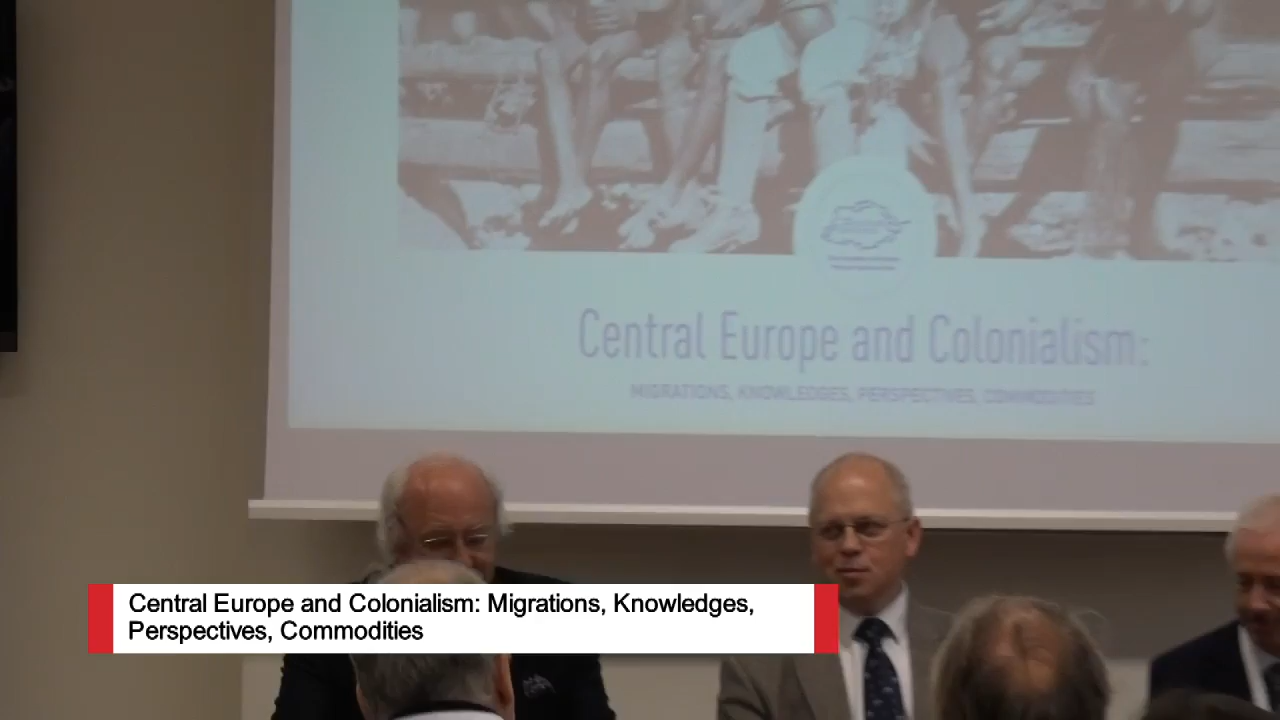 Central Europe and Colonialism:
MIGRATIONS, KNOWLEDGES, PERSPECTIVES, COMMODITIES
Central Europe and Colonialism: Migrations, Knowledges,
Perspectives, Commodities